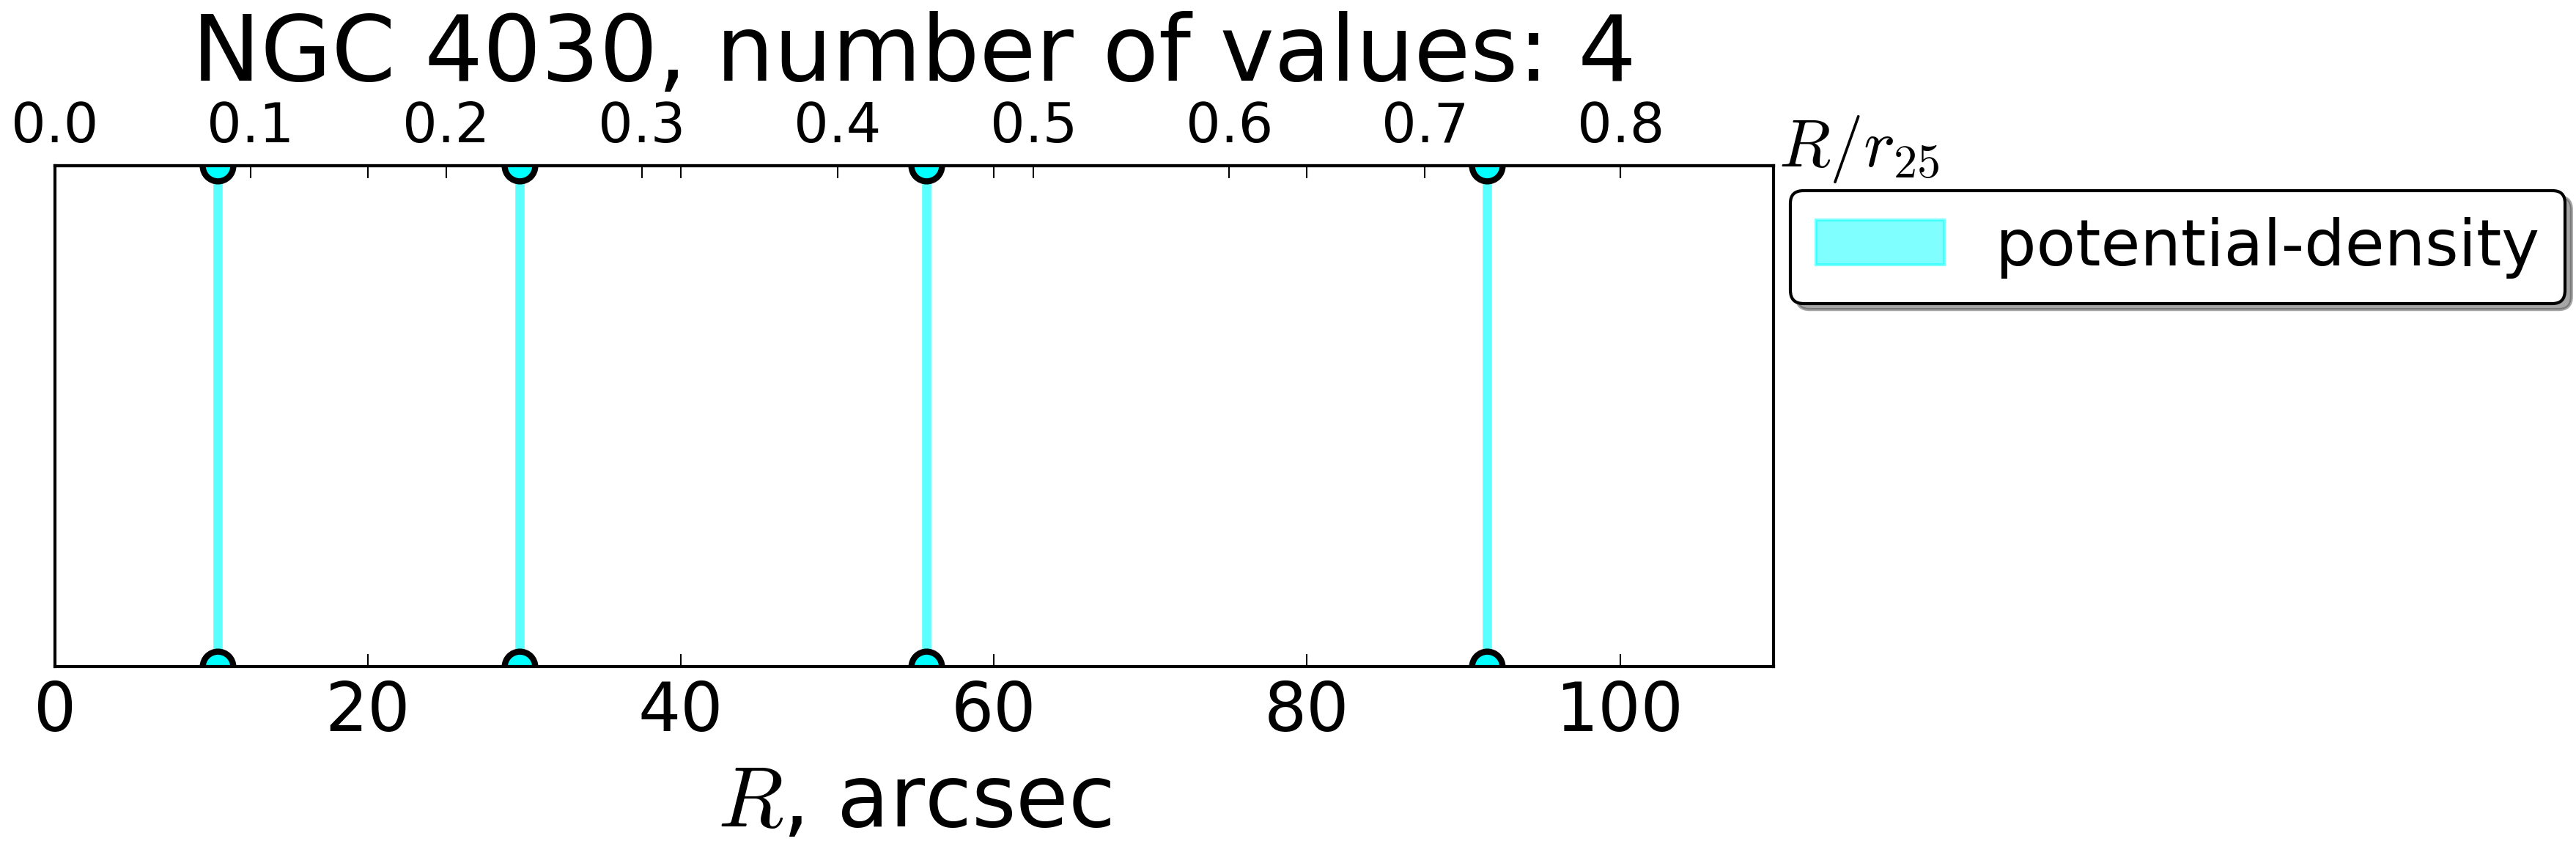 NGC 4030, number of values: 4
0.0 0.1 0.2 0.3 0.4 0.5 0.6 0.7 0.8
R/r₂₅
potential-density
0 20 40 60 80 100
R, arcsec